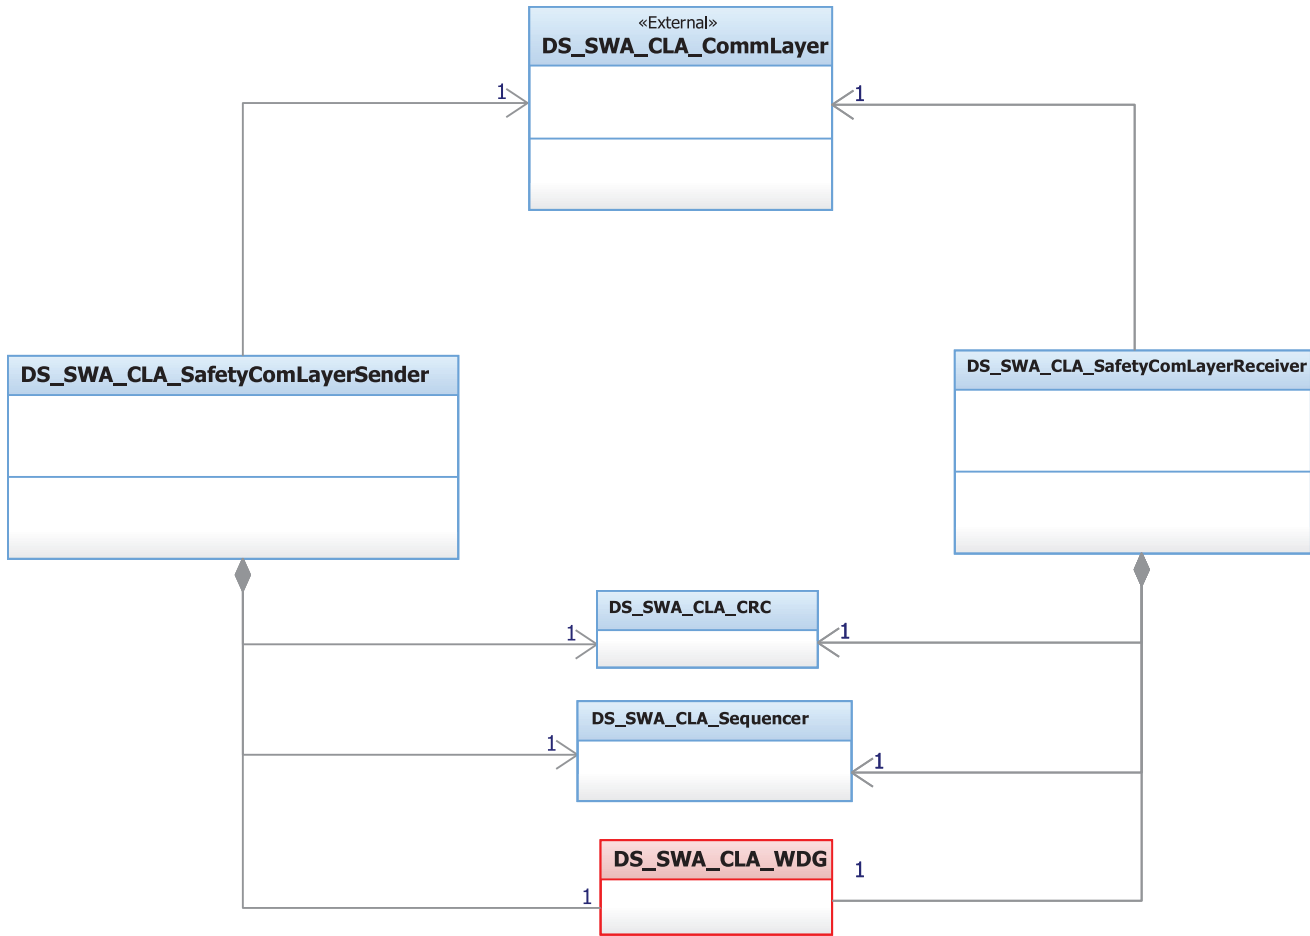 «External»
DS_SWA_CLA_CommLayer
1
1
DS_SWA_CLA_SafetyComLayerSender
DS_SWA_CLA_SafetyComLayerReceiver
DS_SWA_CLA_CRC
1
1
DS_SWA_CLA_Sequencer
1
1
DS_SWA_CLA_WDG
1
1